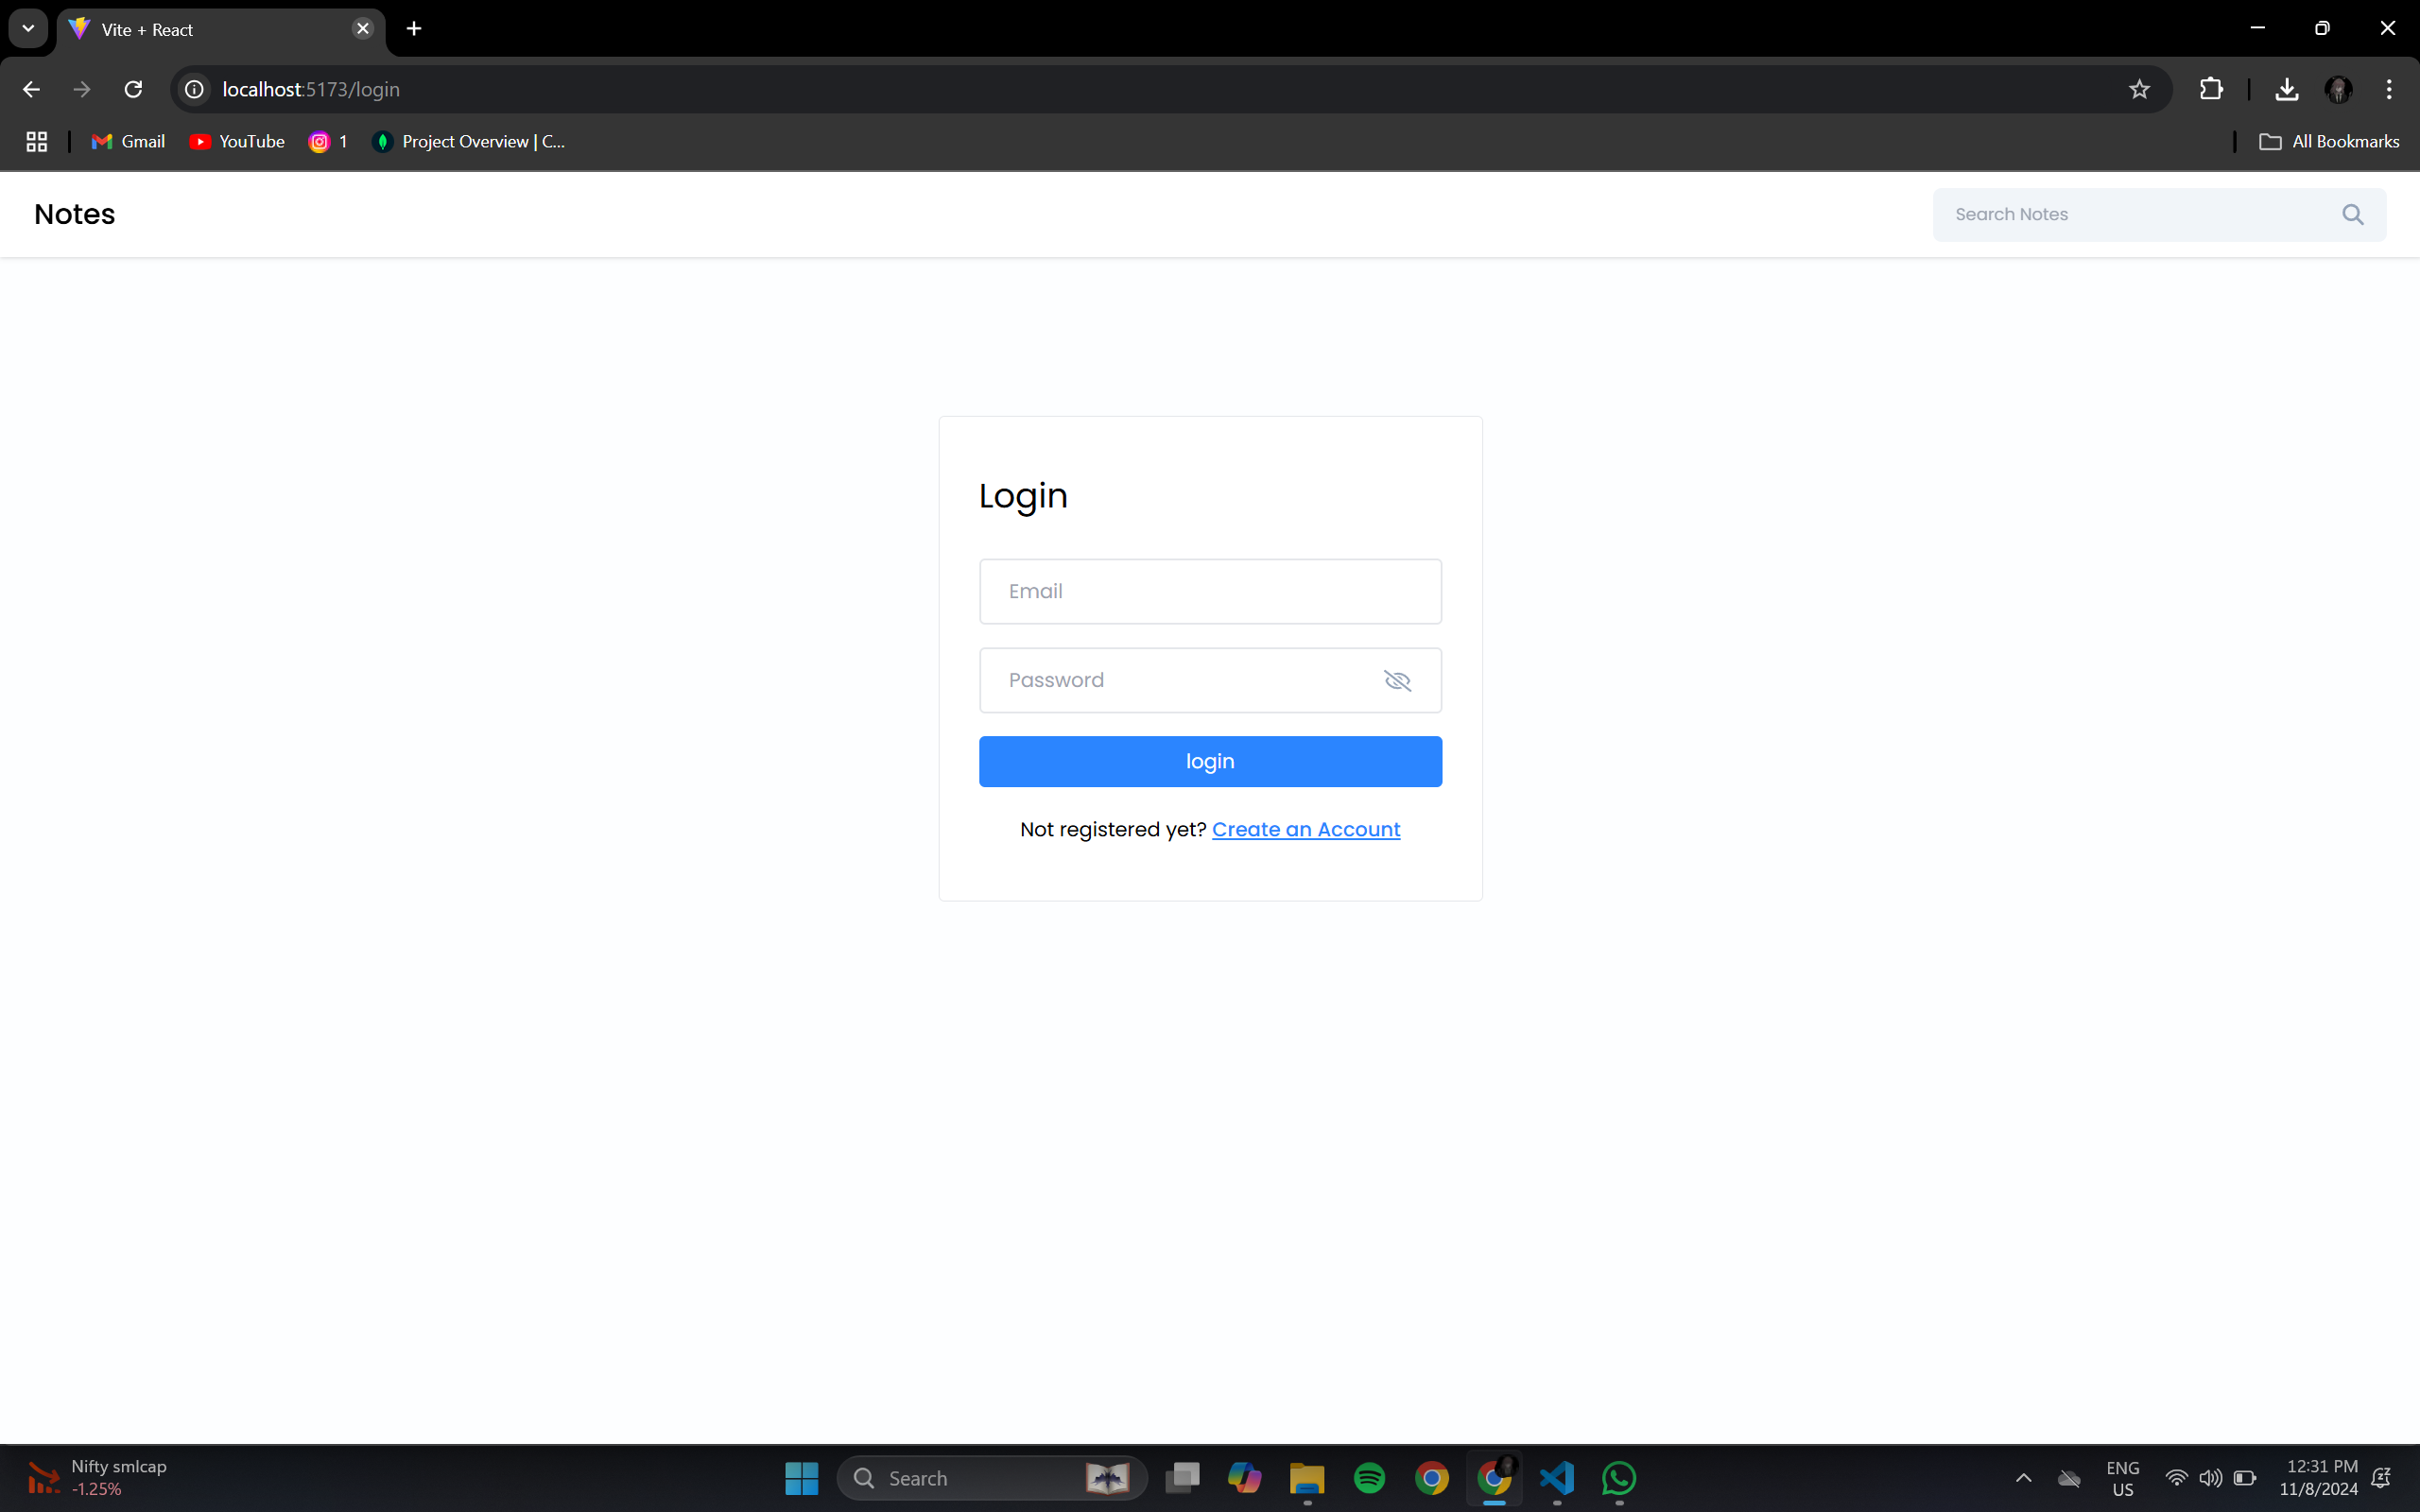 Vite + React
localhost:5173/login
Gmail
YouTube
1
Project Overview | C...
All Bookmarks
Notes
Search Notes
Login
Email
Password
login
Not registered yet? Create an Account
Nifty smlcap
-1.25%
Search
ENG
US
12:31 PM
11/8/2024